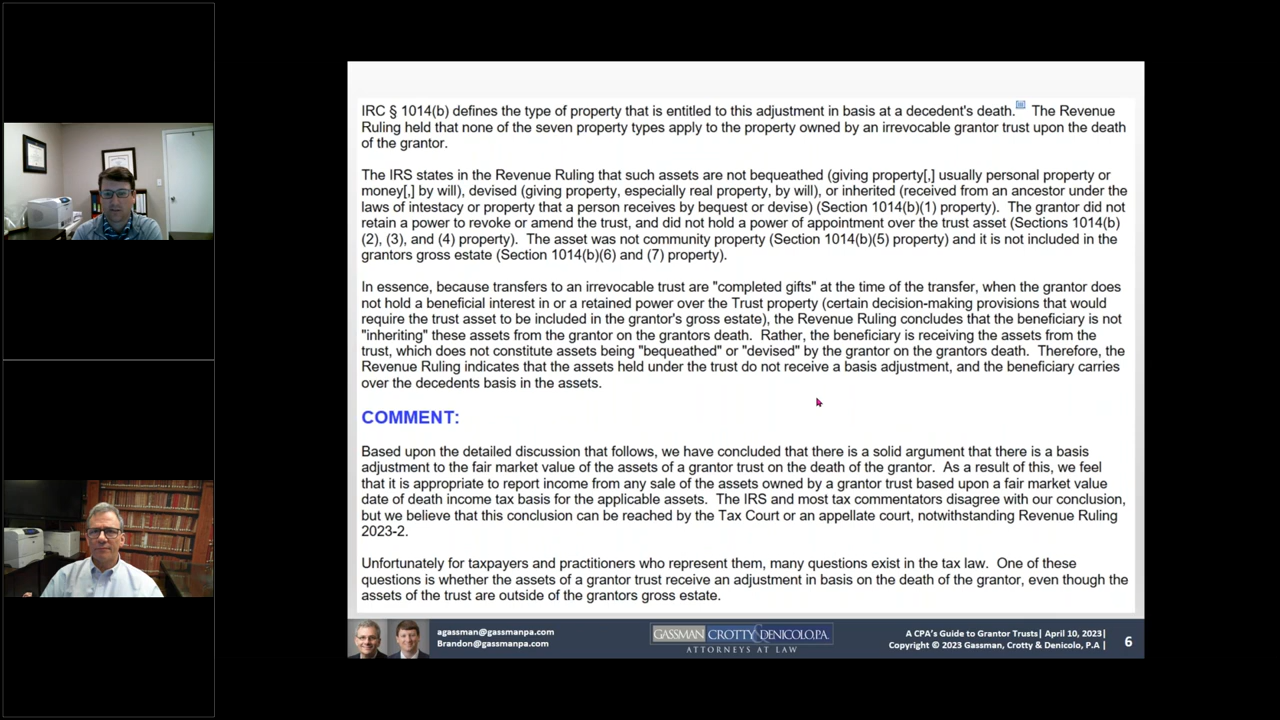 IRC § 1014(b) defines the type of property that is entitled to this adjustment in basis at a decedent's death. The Revenue
Ruling held that none of the seven property types apply to the property owned by an irrevocable grantor trust upon the death
of the grantor.
The IRS states in the Revenue Ruling that such assets are not bequeathed (giving property[,] usually personal property or
money[,] by will), devised (giving property, especially real property, by will), or inherited (received from an ancestor under the
laws of intestacy or property that a person receives by bequest or devise) (Section 1014(b)(1) property). The grantor did not
retain a power to revoke or amend the trust, and did not hold a power of appointment over the trust asset (Sections 1014(b)
(2), (3), and (4) property). The asset was not community property (Section 1014(b)(5) property) and it is not included in the
grantors gross estate (Section 1014(b)(6) and (7) property).
In essence, because transfers to an irrevocable trust are "completed gifts" at the time of the transfer, when the grantor does
not hold a beneficial interest in or a retained power over the Trust property (certain decision-making provisions that would
require the trust asset to be included in the grantor's gross estate), the Revenue Ruling concludes that the beneficiary is not
"inheriting" these assets from the grantor on the grantors death. Rather, the beneficiary is receiving the assets from the
trust, which does not constitute assets being "bequeathed" or "devised" by the grantor on the grantors death. Therefore, the
Revenue Ruling indicates that the assets held under the trust do not receive a basis adjustment, and the beneficiary carries
over the decedents basis in the assets.
COMMENT:
Based upon the detailed discussion that follows, we have concluded that there is a solid argument that there is a basis
adjustment to the fair market value of the assets of a grantor trust on the death of the grantor. As a result of this, we feel
that it is appropriate to report income from any sale of the assets owned by a grantor trust based upon a fair market value
date of death income tax basis for the applicable assets. The IRS and most tax commentators disagree with our conclusion,
but we believe that this conclusion can be reached by the Tax Court or an appellate court, notwithstanding Revenue Ruling
2023-2.
Unfortunately for taxpayers and practitioners who represent them, many questions exist in the tax law. One of these
questions is whether the assets of a grantor trust receive an adjustment in basis on the death of the grantor, even though the
assets of the trust are outside of the grantors gross estate.
agassman@gassmanpa.com
Brandon@gassmanpa.com
GASSMAN CROTTY & DENICOLO, P.A.
ATTORNEYS AT LAW
A CPA's Guide to Grantor Trusts| April 10, 2023|
Copyright © 2023 Gassman, Crotty & Denicolo, P.A |
6